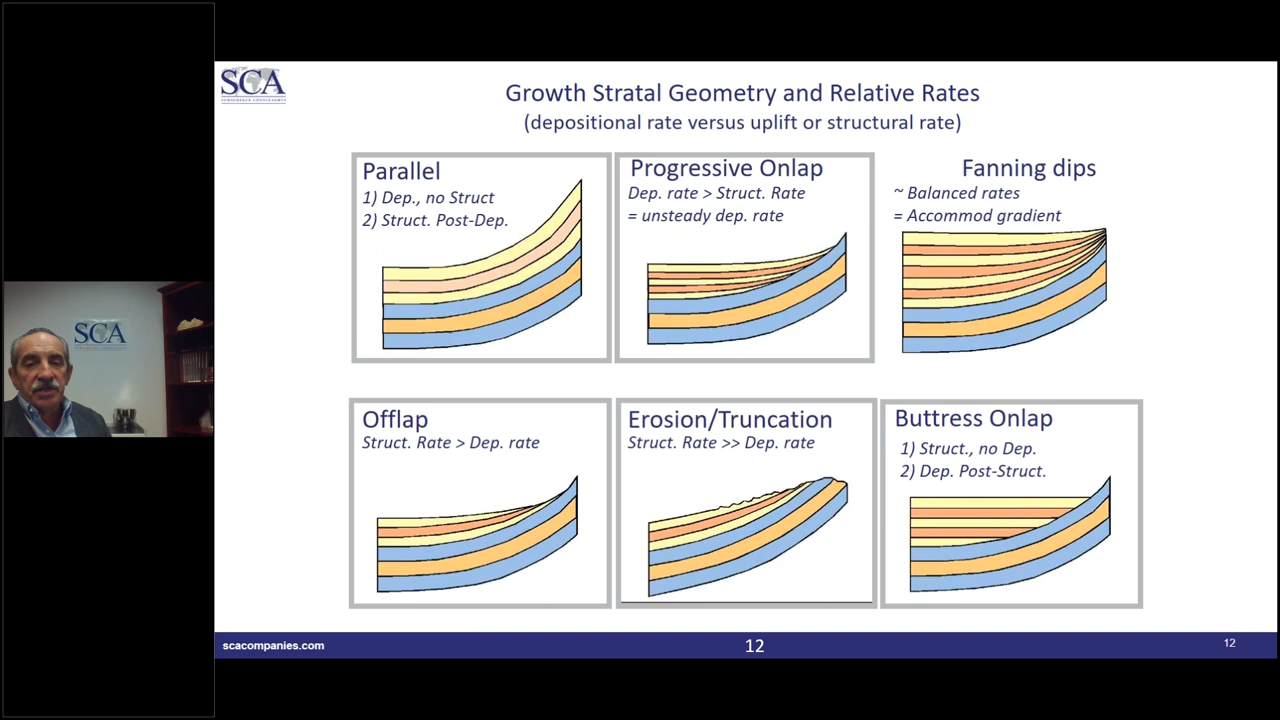 SCA
Growth Stratal Geometry and Relative Rates
(depositional rate versus uplift or structural rate)
Parallel
1) Dep., no Struct
2) Struct. Post-Dep.
Progressive Onlap
Dep. rate > Struct. Rate
= unsteady dep. rate
Fanning dips
~ Balanced rates
= Accommod gradient
Offlap
Struct. Rate > Dep. rate
Erosion/Truncation
Struct. Rate >> Dep. rate
Buttress Onlap
1) Struct., no Dep.
2) Dep. Post-Struct.
SCA
scacompanies.com
12
12